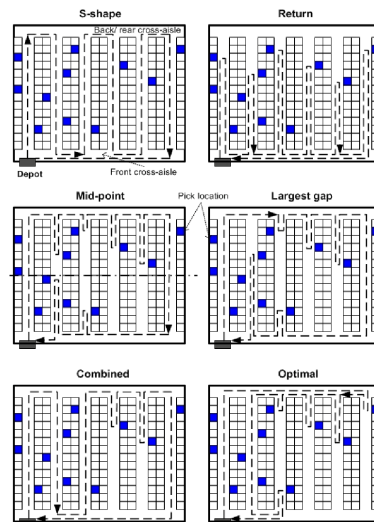 S-shape
Return
Back/ rear cross-aisle
Depot
Front cross-aisle
Mid-point
Pick location
Largest gap
Combined
Optimal